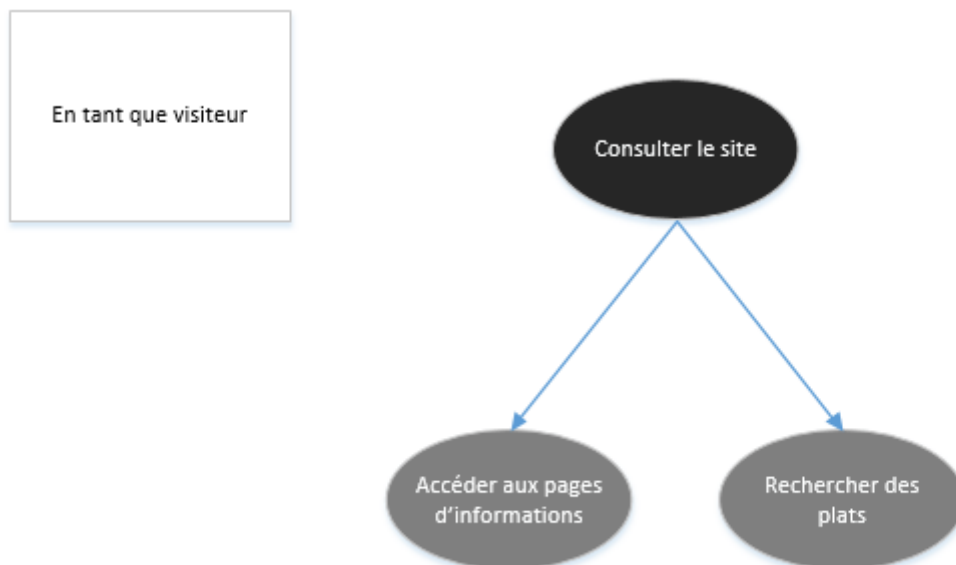 En tant que visiteur
Consulter le site
Accéder aux pages
d'informations
Rechercher des
plats